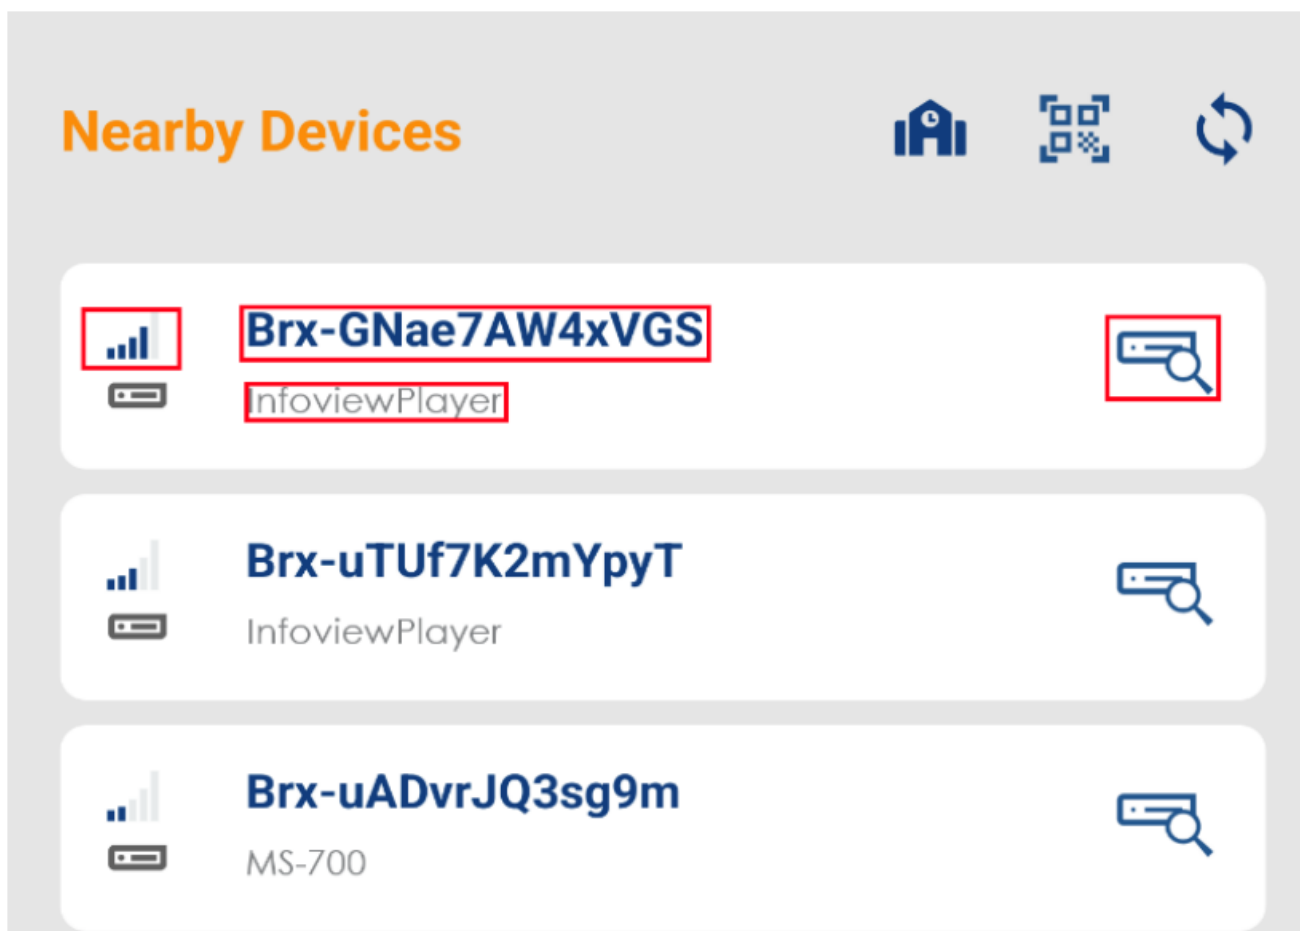 Nearby Devices
Brx-GNae7AW4xVGS
InfoviewPlayer
Brx-uTUf7K2mYpyT
InfoviewPlayer
Brx-uADvrJQ3sg9m
MS-700